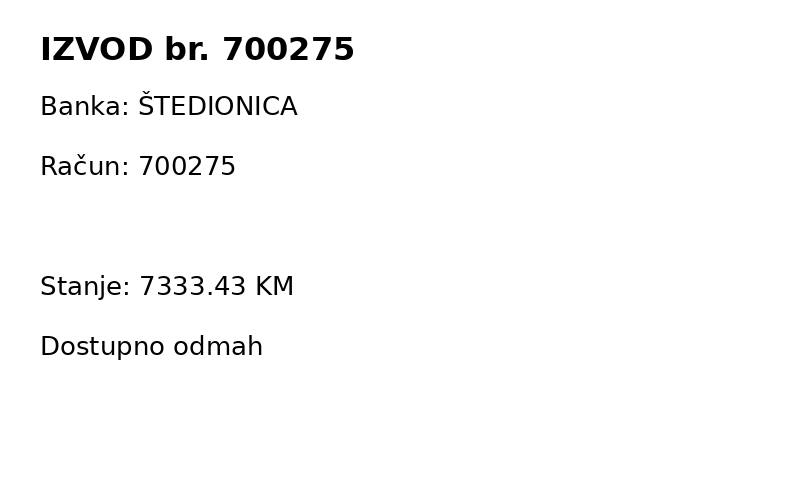 IZVOD br. 700275
Banka: ŠTEDIONICA
Račun: 700275
Stanje: 7333.43 KM
Dostupno odmah